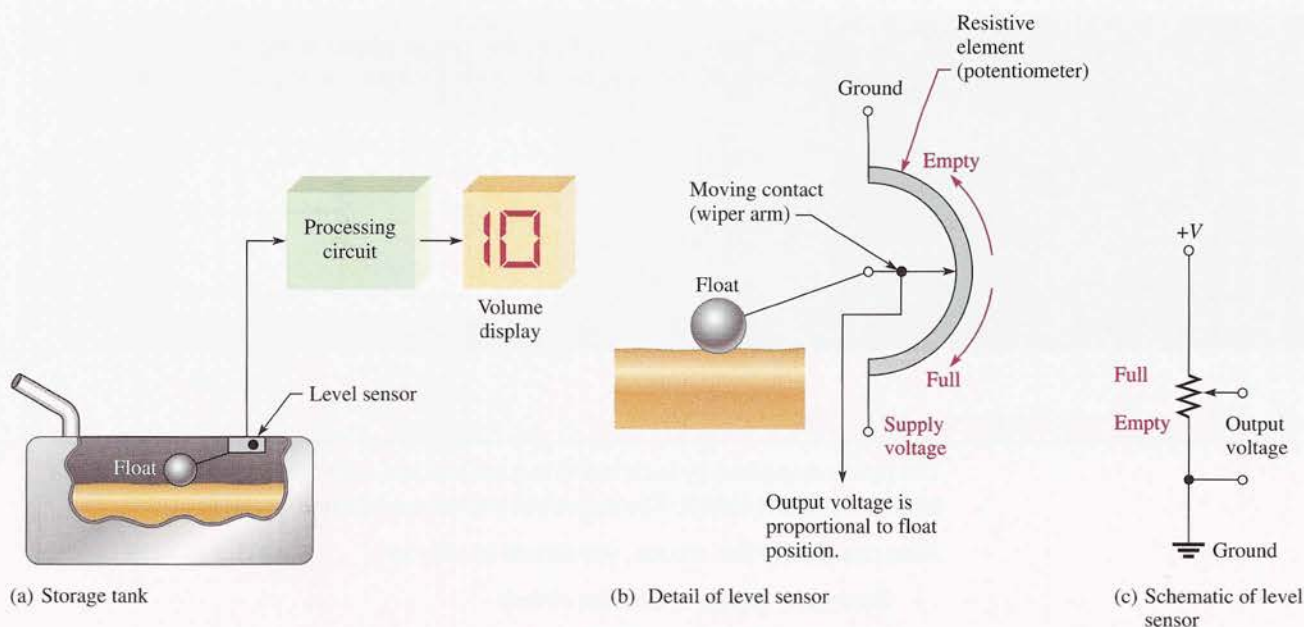 Processing
circuit
10
Volume
display
Level sensor
Float
(a) Storage tank
Resistive
element
(potentiometer)
Ground
Empty
Moving contact
(wiper arm)
Float
Full
Supply
voltage
Output voltage is
proportional to float
position.
(b) Detail of level sensor
+V
Full
Empty
Output
voltage
Ground
(c) Schematic of level
sensor